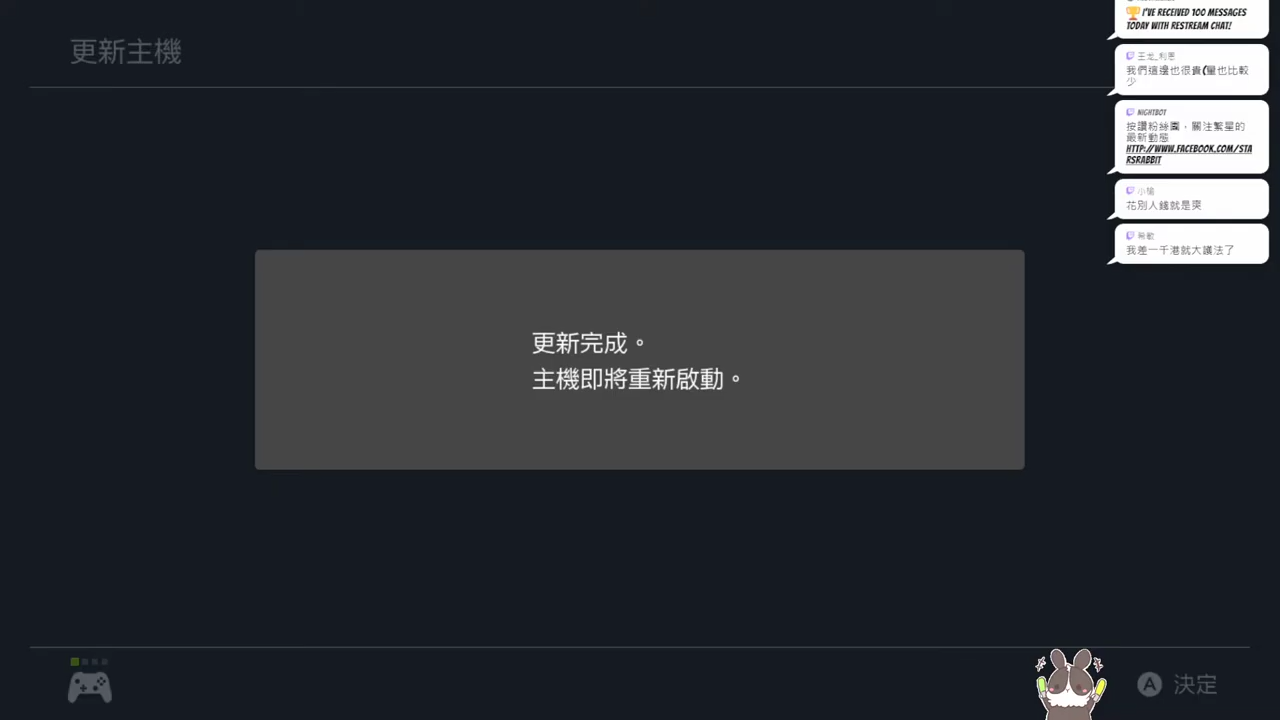 更新主機
I'VE RECEIVED 100 MESSAGES
TODAY WITH RESTREAM CHAT!
我們這邊也很貴(量也比較
少
NIGHTBOT
按讚粉絲團，關注繁星的
最新動態
HTTP://WWW.FACEBOOK.COM/STA
RSRABBIT
小愉
花別人錢就是爽
我差一千港就大護法了
更新完成。
主機即將重新啟動。
A 決定